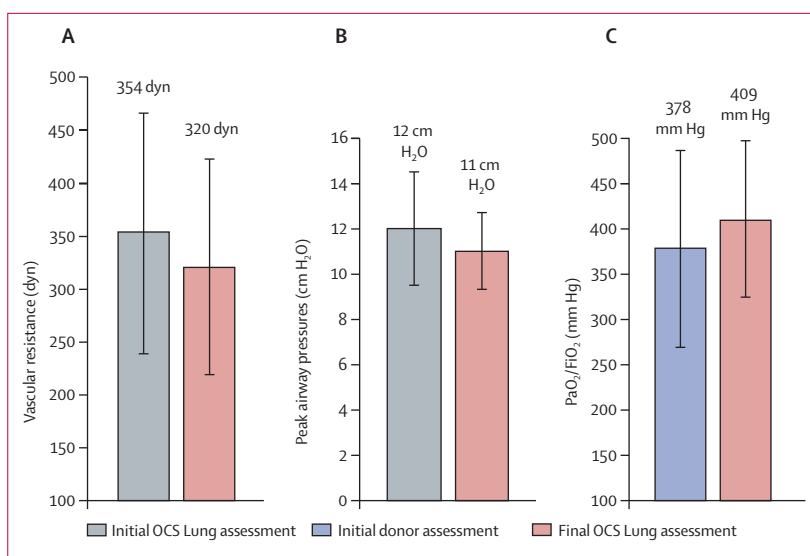 A
B
C
Vascular resistance (dyn)
500
450
400
350
300
250
200
150
100
354 dyn
320 dyn
Peak airway pressures (cm H₂O)
16
14
12
10
8
6
4
2
0
12 cm
H₂O
11 cm
H₂O
PaO₂/FiO₂ (mm Hg)
500
450
400
350
300
400
200
150
100
378
mm Hg
409
mm Hg
Initial OCS Lung assessment
Initial donor assessment
Final OCS Lung assessment